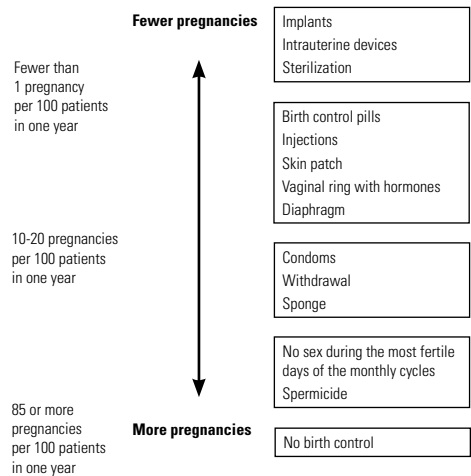 Fewer pregnancies
Implants
Intrauterine devices
Sterilization
Fewer than
1 pregnancy
per 100 patients
in one year
Birth control pills
Injections
Skin patch
Vaginal ring with hormones
Diaphragm
10-20 pregnancies
per 100 patients
in one year
Condoms
Withdrawal
Sponge
No sex during the most fertile
days of the monthly cycles
Spermicide
85 or more
pregnancies
per 100 patients
in one year
More pregnancies
No birth control